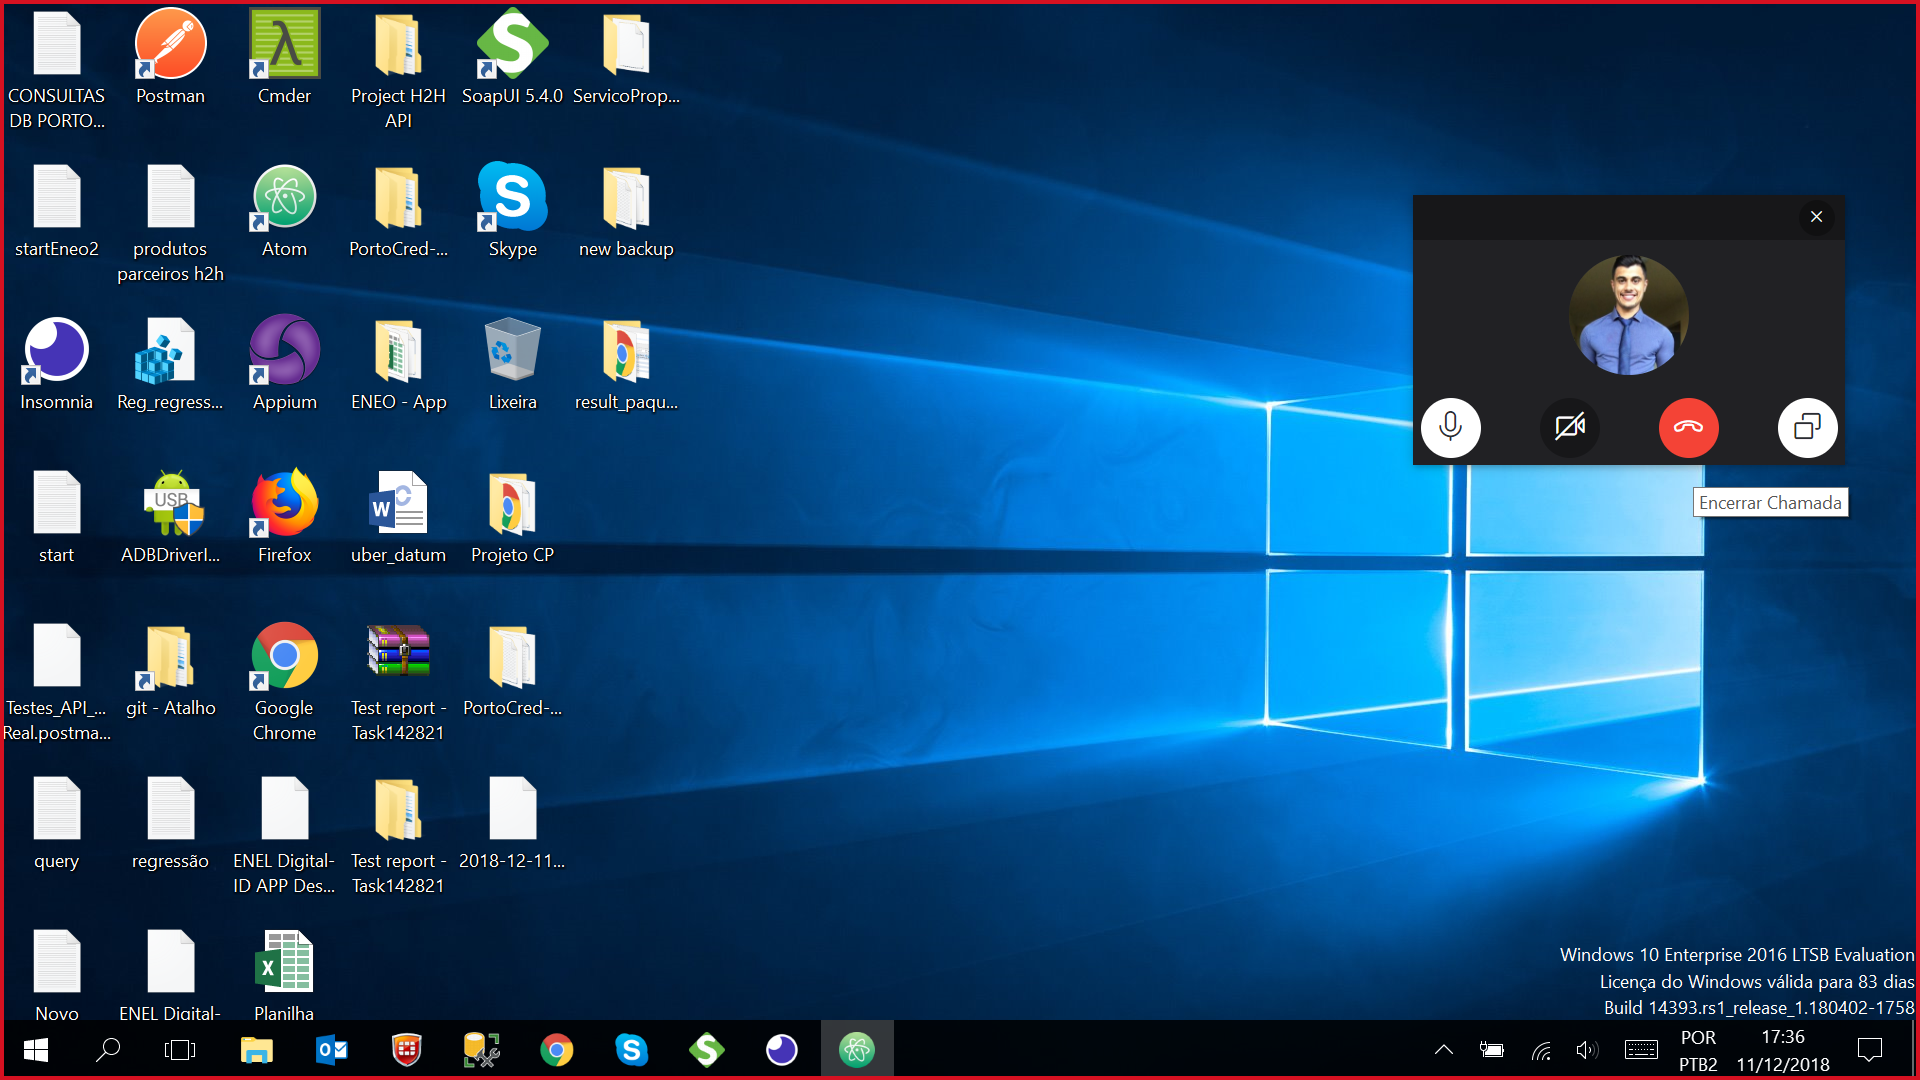 CONSULTAS
DB PORTO...
Postman
Cmder
Project H2H
API
SoapUI 5.4.0
ServicoProp...
startEneo2
produtos
parceiros h2h
Atom
PortoCred-...
Skype
new backup
Insomnia
Reg_regress...
Appium
ENEO - App
Lixeira
result_paqu...
start
USB
ADBDriverI...
Firefox
uber_datum
Projeto CP
Testes_API_...
Real.postma...
git - Atalho
Google
Chrome
Test report -
Task142821
PortoCred-...
query
regressão
ENEL Digital-
ID APP Des...
Test report -
Task142821
2018-12-11...
Novo
ENEL Digital-
Planilha
Encerrar Chamada
Windows 10 Enterprise 2016 LTSB Evaluation
Licença do Windows válida para 83 dias
Build 14393.rs1_release_1.180402-1758
POR
PTB2
17:36
11/12/2018